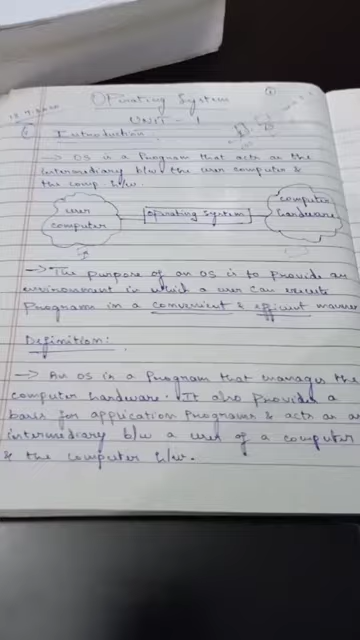 Operating System
UNIT - 1
Introduction
→ OS is a Program that acts as the
intermediary b/w the user computer &
the comp. h/w.
user computer
operating system
computer hardware
→ The purpose of an OS is to provide an
environment in which a user can execute
Program in a convenient & efficient manner
Definition:
→ An OS is a Program that manages the
computer hardware. It also provides a
basis for application programs & acts as an
intermediary b/w a user of a computer
& the computer h/w.